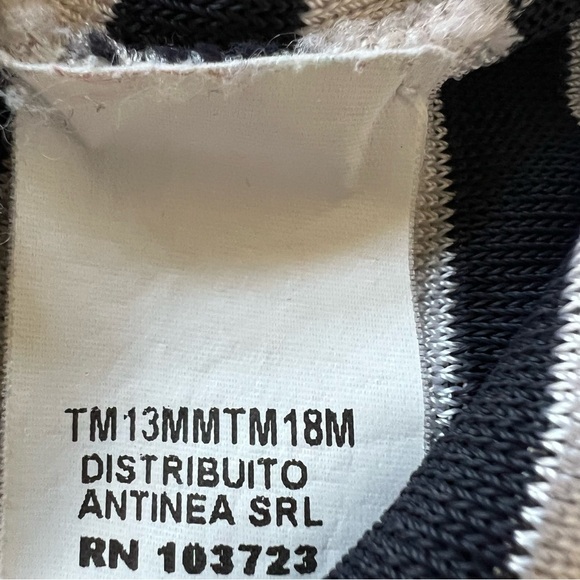 TM13MMTM18M
DISTRIBUITO
ANTINEA SRL
RN 103723